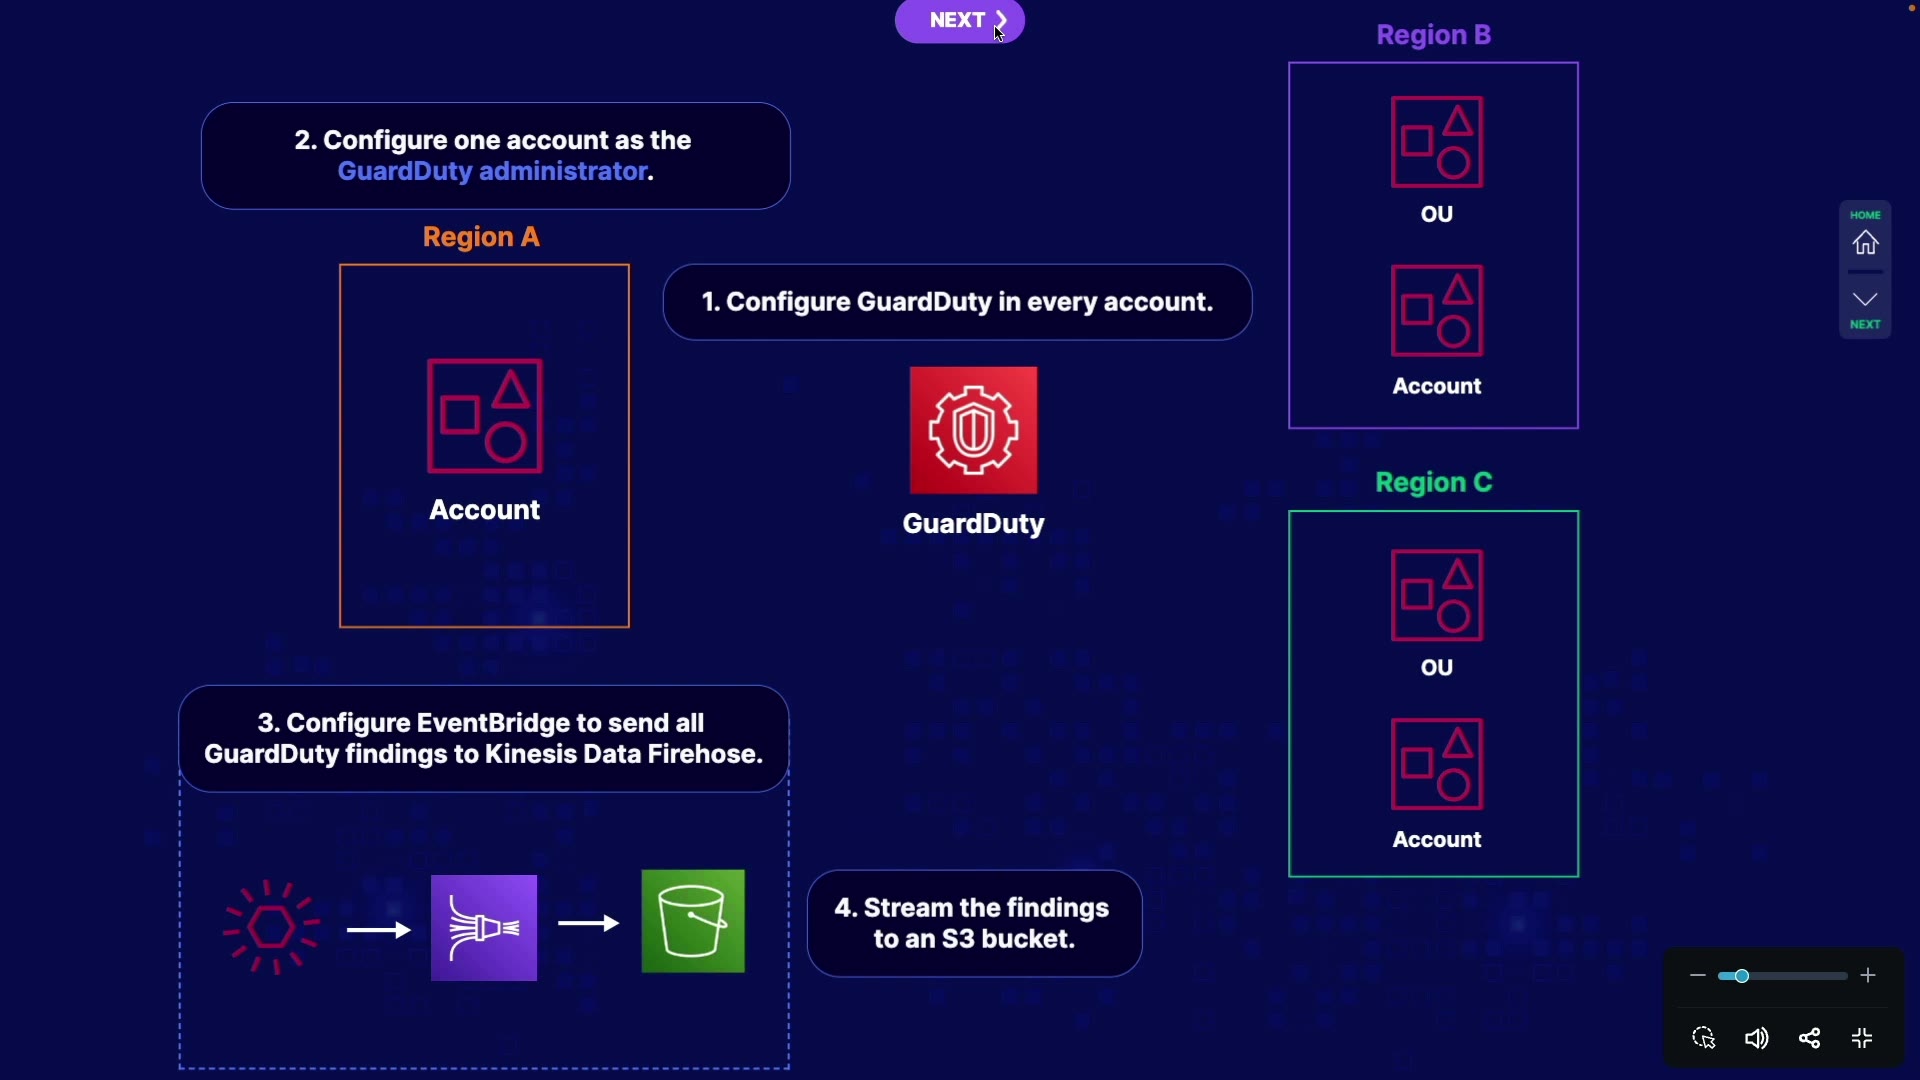 NEXT
Region B
2. Configure one account as the
GuardDuty administrator.
Region A
1. Configure GuardDuty in every account.
OU
Account
HOME
NEXT
Account
GuardDuty
Region C
OU
Account
3. Configure EventBridge to send all
GuardDuty findings to Kinesis Data Firehose.
4. Stream the findings
to an S3 bucket.